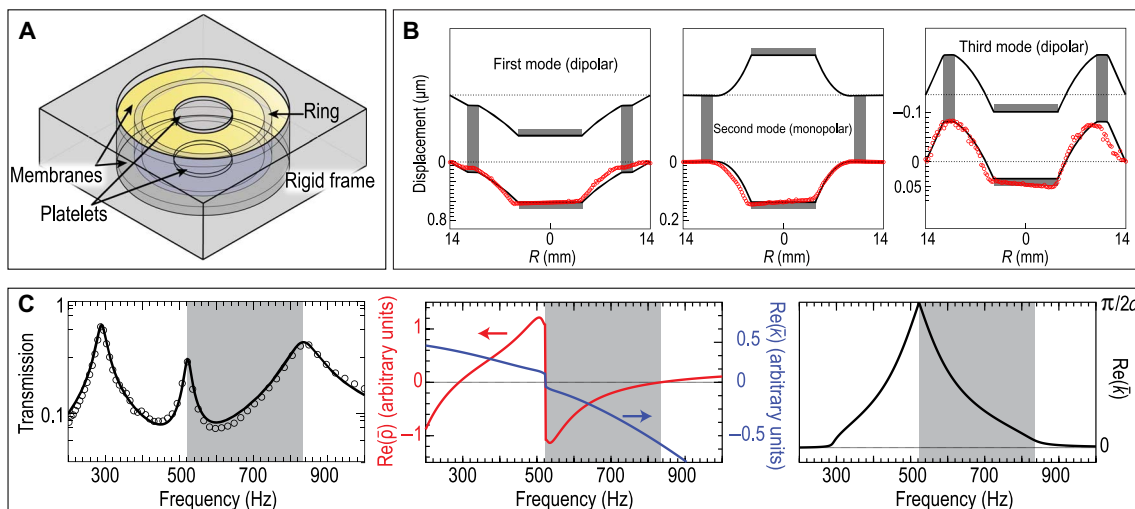 A
Ring
Membranes
Rigid frame
Platelets
B
First mode (dipolar)
Second mode (monopolar)
Third mode (dipolar)
Displacement (μm)
0
0.8
14 0 14
R (mm)
0
0.2
14 0 14
R (mm)
−0.1
0
0.05
14 0 14
R (mm)
C
Transmission
1
0.1
300 500 700 900
Frequency (Hz)
Re(ρ̄) (arbitrary units)
1
0
−1
0.5
0
−0.5
Re(κ̄) (arbitrary units)
300 500 700 900
Frequency (Hz)
π/2d
0
Re(k̄)
300 500 700 900
Frequency (Hz)